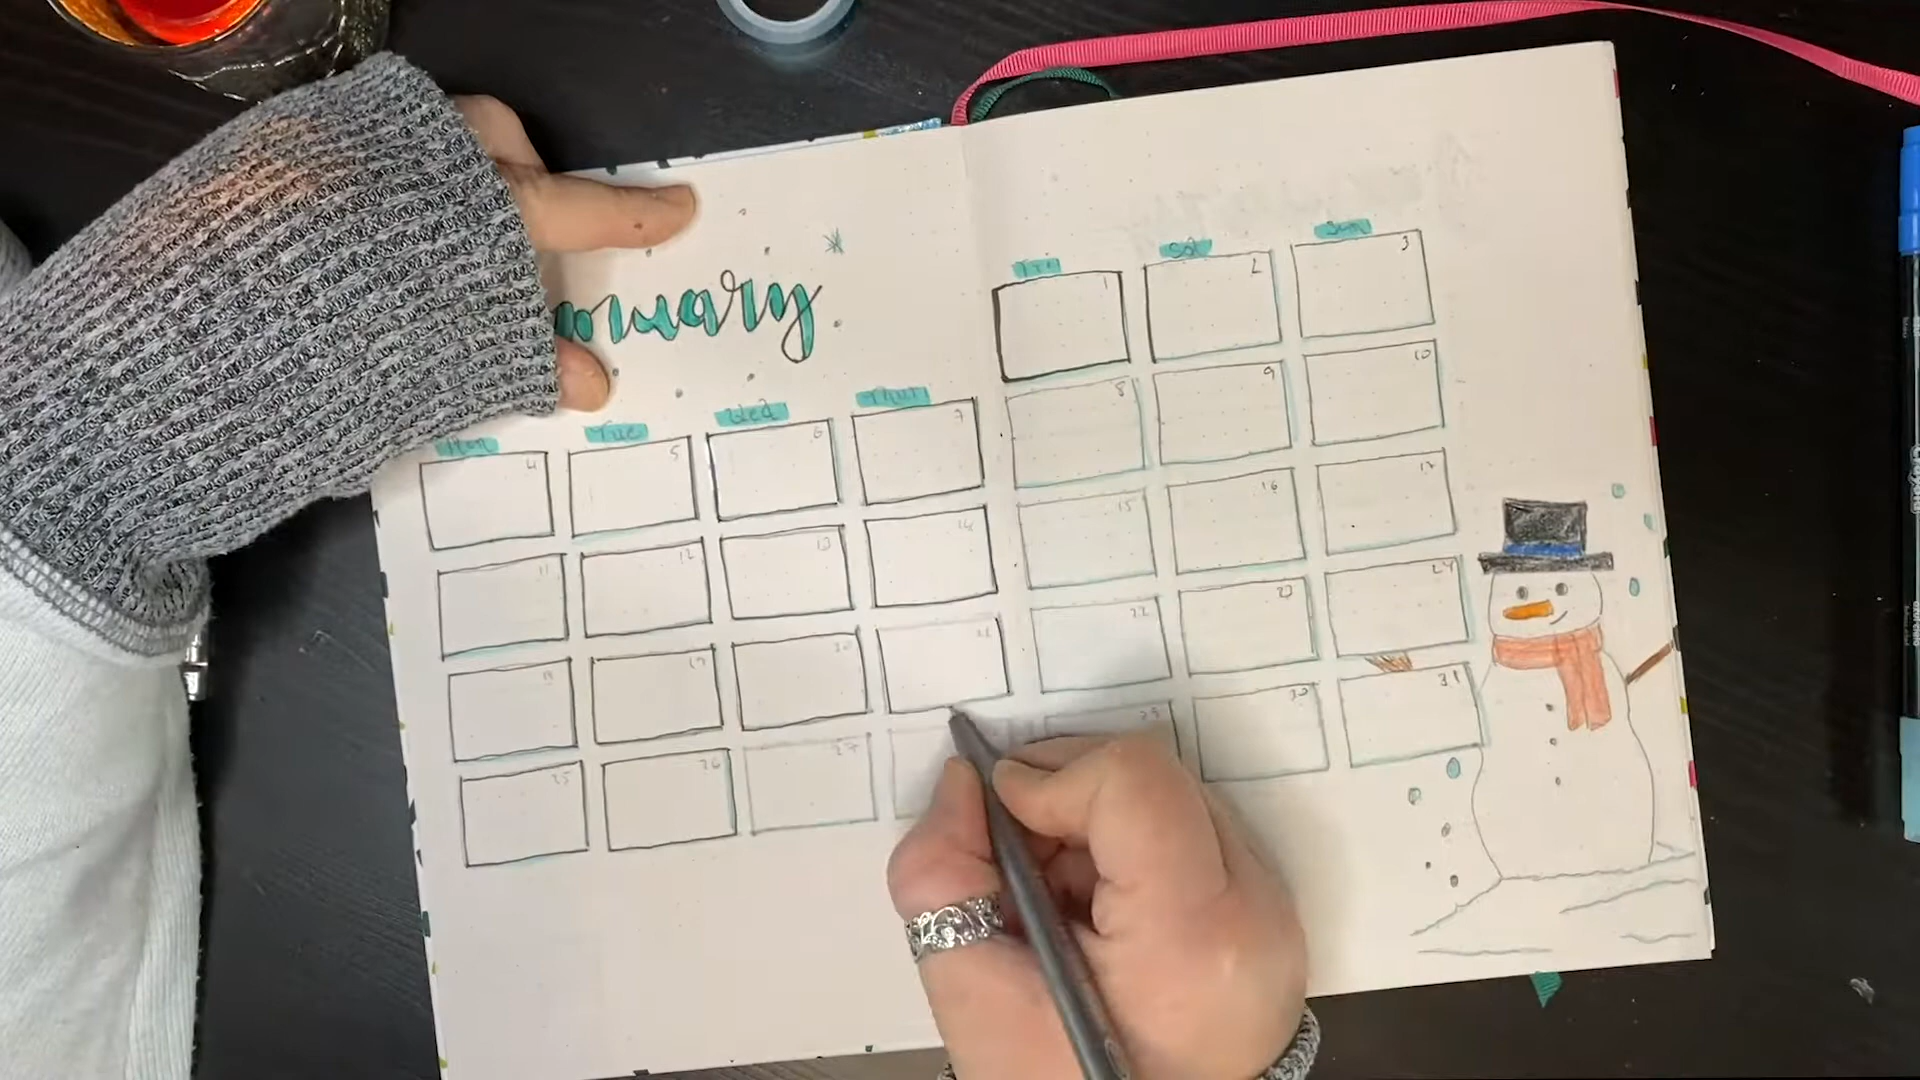 nuary
Fri Sat Sun
1 2 3
Mon Tue Wed Thur
4 5 6 7 8 9 10
11 12 13 14 15 16 17
19 20 21 22 23 24
25 26 27 29 30 31